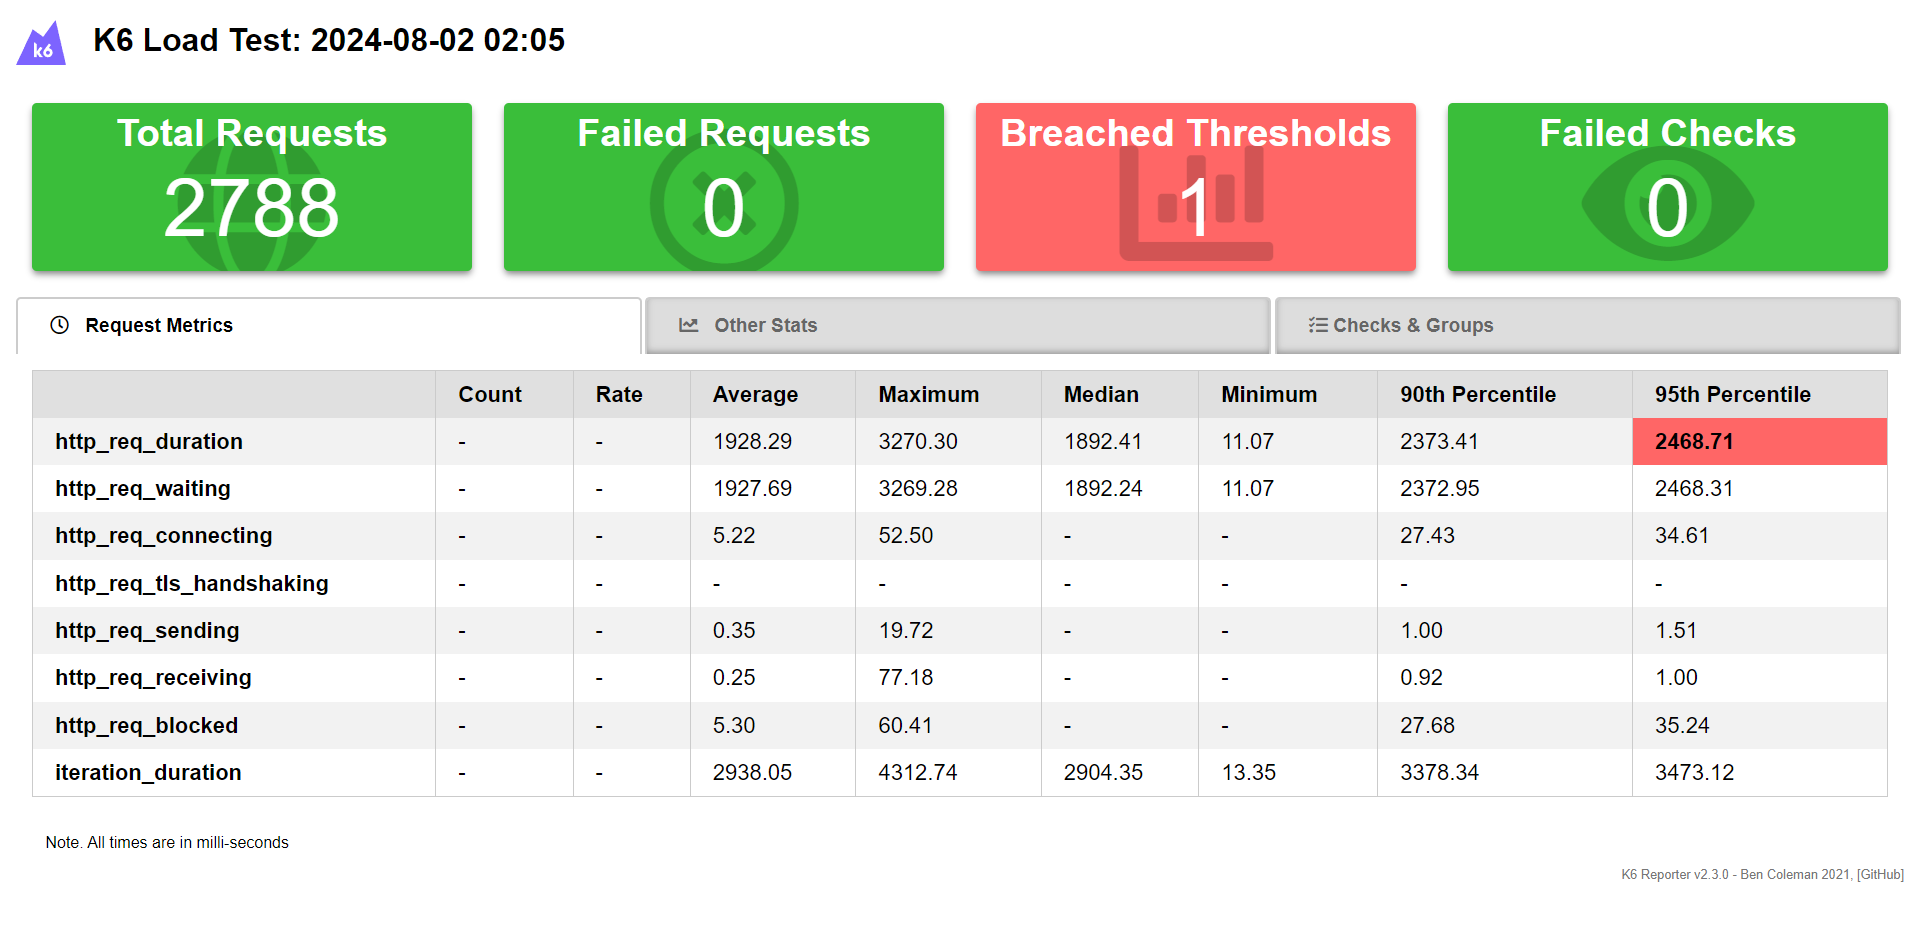 k6
K6 Load Test: 2024-08-02 02:05
Total Requests
2788
Failed Requests
0
Breached Thresholds
1
Failed Checks
0
Request Metrics
Other Stats
Checks & Groups
Count Rate Average Maximum Median Minimum 90th Percentile 95th Percentile
http_req_duration - - 1928.29 3270.30 1892.41 11.07 2373.41 2468.71
http_req_waiting - - 1927.69 3269.28 1892.24 11.07 2372.95 2468.31
http_req_connecting - - 5.22 52.50 - - 27.43 34.61
http_req_tls_handshaking - - - - - - - -
http_req_sending - - 0.35 19.72 - - 1.00 1.51
http_req_receiving - - 0.25 77.18 - - 0.92 1.00
http_req_blocked - - 5.30 60.41 - - 27.68 35.24
iteration_duration - - 2938.05 4312.74 2904.35 13.35 3378.34 3473.12
Note. All times are in milli-seconds
K6 Reporter v2.3.0 - Ben Coleman 2021, [GitHub]